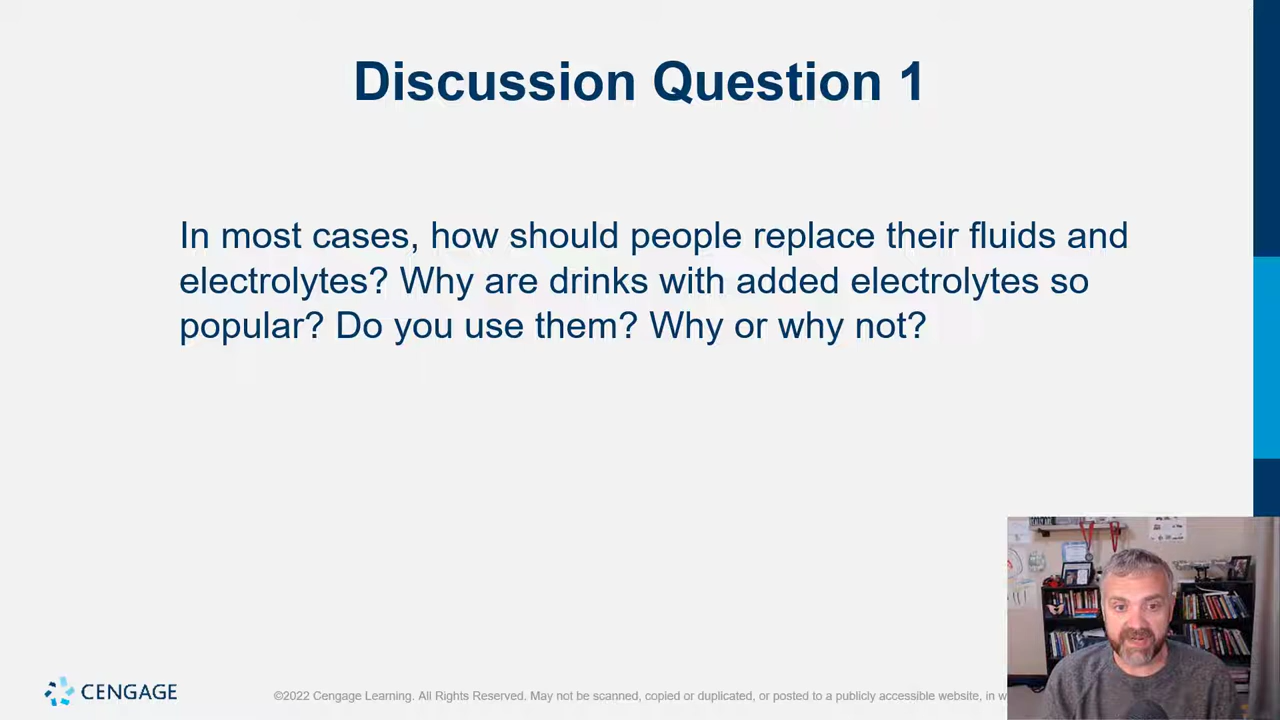 Discussion Question 1
In most cases, how should people replace their fluids and
electrolytes? Why are drinks with added electrolytes so
popular? Do you use them? Why or why not?
CENGAGE
©2022 Cengage Learning. All Rights Reserved. May not be scanned, copied or duplicated, or posted to a publicly accessible website, in w